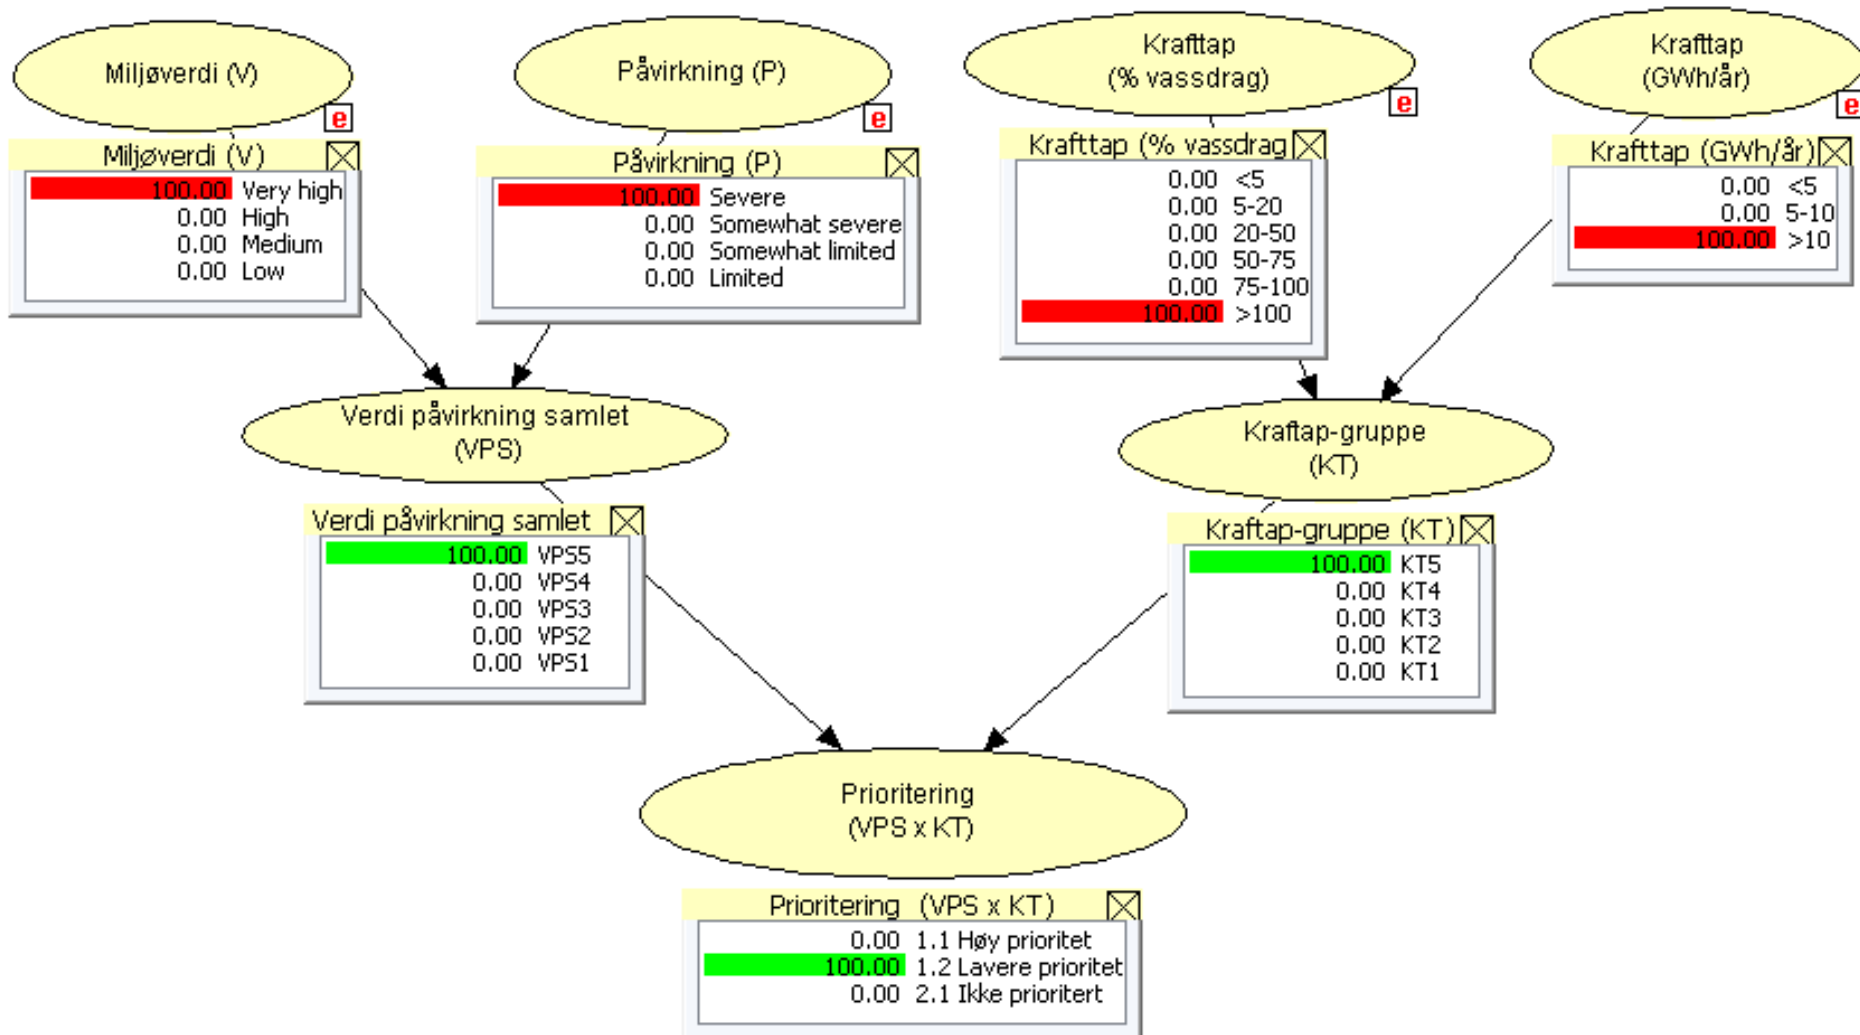 Miljøverdi (V)
e
Påvirkning (P)
e
Krafttap
(% vassdrag)
e
Krafttap
(GWh/år)
e
Miljøverdi (V)
100.00 Very high
0.00 High
0.00 Medium
0.00 Low
Påvirkning (P)
100.00 Severe
0.00 Somewhat severe
0.00 Somewhat limited
0.00 Limited
Krafttap (% vassdrag
0.00 <5
0.00 5-20
0.00 20-50
0.00 50-75
0.00 75-100
100.00 >100
Krafttap (GWh/år)
0.00 <5
0.00 5-10
100.00 >10
Verdi påvirkning samlet
(VPS)
Kraftap-gruppe
(KT)
Verdi påvirkning samlet
100.00 VPS5
0.00 VPS4
0.00 VPS3
0.00 VPS2
0.00 VPS1
Kraftap-gruppe (KT)
100.00 KT5
0.00 KT4
0.00 KT3
0.00 KT2
0.00 KT1
Prioritering
(VPS x KT)
Prioritering (VPS x KT)
0.00 1.1 Høy prioritet
100.00 1.2 Lavere prioritet
0.00 2.1 Ikke prioritert